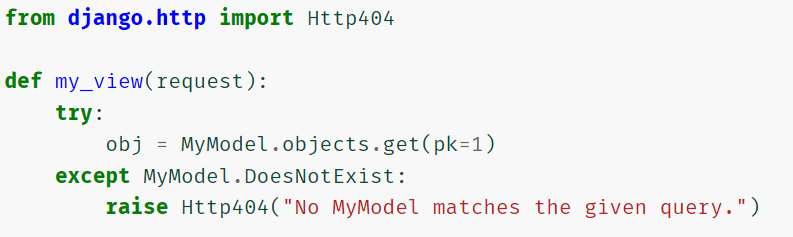 from django.http import Http404
def my_view(request):
    try:
        obj = MyModel.objects.get(pk=1)
    except MyModel.DoesNotExist:
        raise Http404("No MyModel matches the given query.")